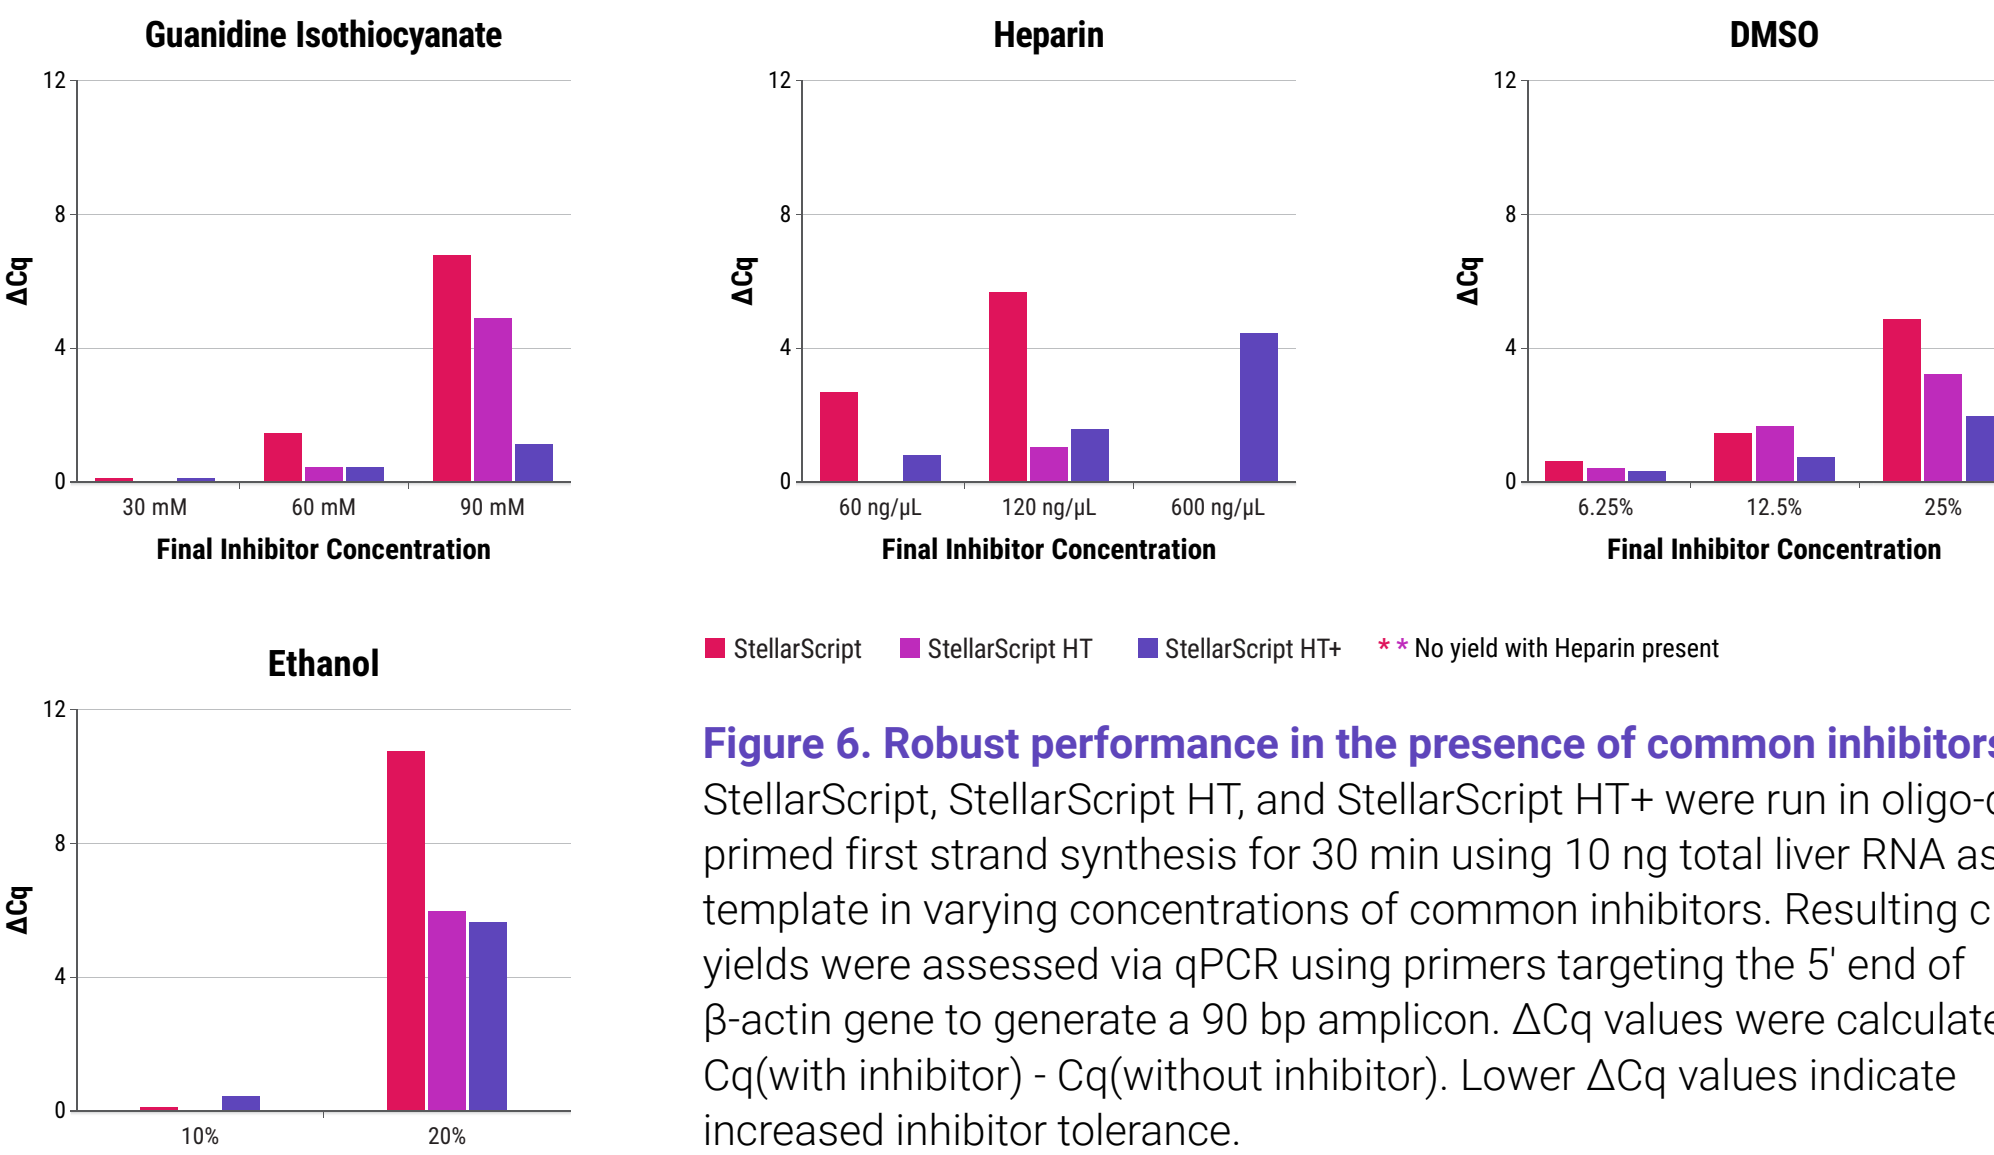 Guanidine Isothiocyanate
12
8
4
0
ΔCq
30 mM 60 mM 90 mM
Final Inhibitor Concentration
Heparin
12
8
4
0
ΔCq
60 ng/μL 120 ng/μL 600 ng/μL
Final Inhibitor Concentration
DMSO
12
8
4
0
ΔCq
6.25% 12.5% 25%
Final Inhibitor Concentration
Ethanol
12
8
4
0
ΔCq
10% 20%
StellarScript StellarScript HT StellarScript HT+ * * No yield with Heparin present
Figure 6. Robust performance in the presence of common inhibitors
StellarScript, StellarScript HT, and StellarScript HT+ were run in oligo-
primed first strand synthesis for 30 min using 10 ng total liver RNA as
template in varying concentrations of common inhibitors. Resulting c
yields were assessed via qPCR using primers targeting the 5' end of
β-actin gene to generate a 90 bp amplicon. ΔCq values were calculate
Cq(with inhibitor) - Cq(without inhibitor). Lower ΔCq values indicate
increased inhibitor tolerance.